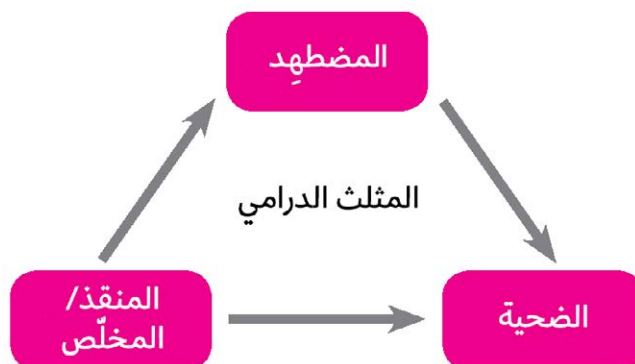 المضطهِد
المثلث الدرامي
المنقذ/
المخلّص
الضحية